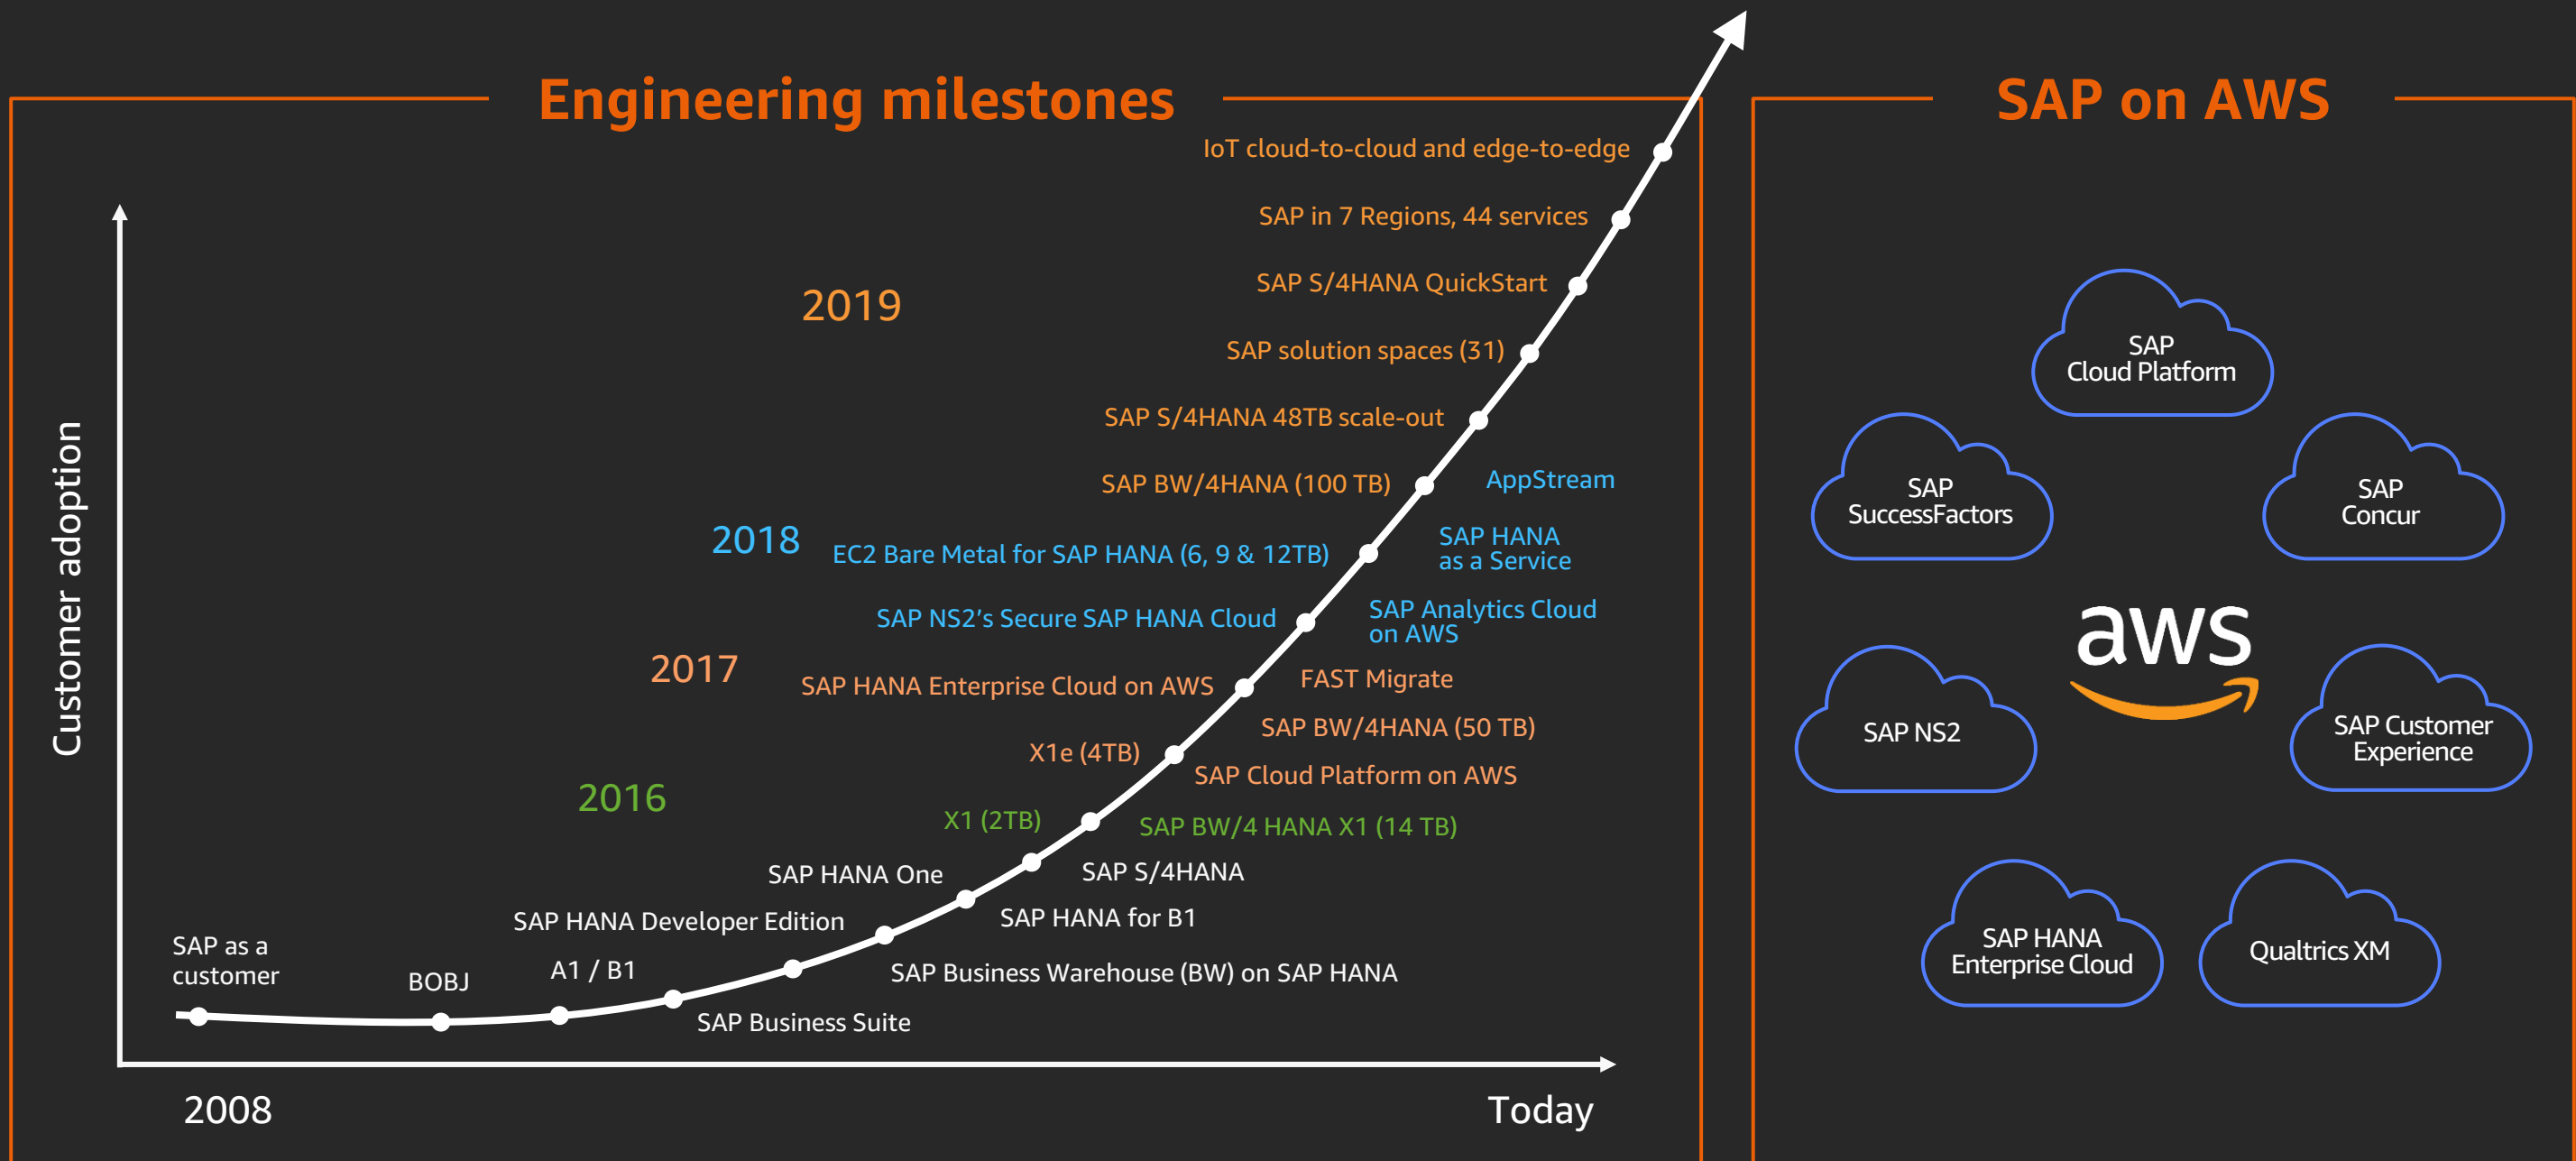 Engineering milestones
SAP on AWS
IoT cloud-to-cloud and edge-to-edge
SAP in 7 Regions, 44 services
SAP S/4HANA QuickStart
2019
SAP solution spaces (31)
SAP S/4HANA 48TB scale-out
SAP BW/4HANA (100 TB)
AppStream
2018
EC2 Bare Metal for SAP HANA (6, 9 & 12TB)
SAP HANA
as a Service
SAP NS2's Secure SAP HANA Cloud
SAP Analytics Cloud
on AWS
2017
SAP HANA Enterprise Cloud on AWS
FAST Migrate
SAP BW/4HANA (50 TB)
X1e (4TB)
SAP Cloud Platform on AWS
2016
X1 (2TB)
SAP BW/4 HANA X1 (14 TB)
SAP HANA One
SAP S/4HANA
SAP HANA Developer Edition
SAP HANA for B1
SAP as a
customer
BOBJ
A1 / B1
SAP Business Warehouse (BW) on SAP HANA
SAP Business Suite
Customer adoption
2008
Today
SAP
Cloud Platform
SAP
SuccessFactors
SAP
Concur
aws
SAP NS2
SAP Customer
Experience
SAP HANA
Enterprise Cloud
Qualtrics XM